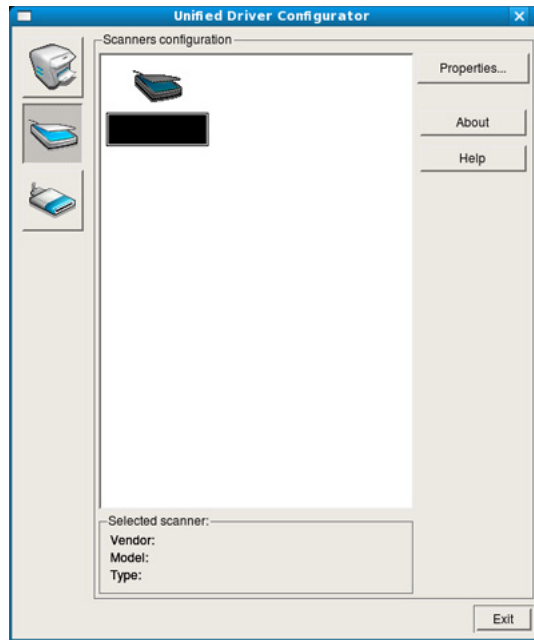 Unified Driver Configurator
Scanners configuration
Properties...
About
Help
Selected scanner:
Vendor:
Model:
Type:
Exit